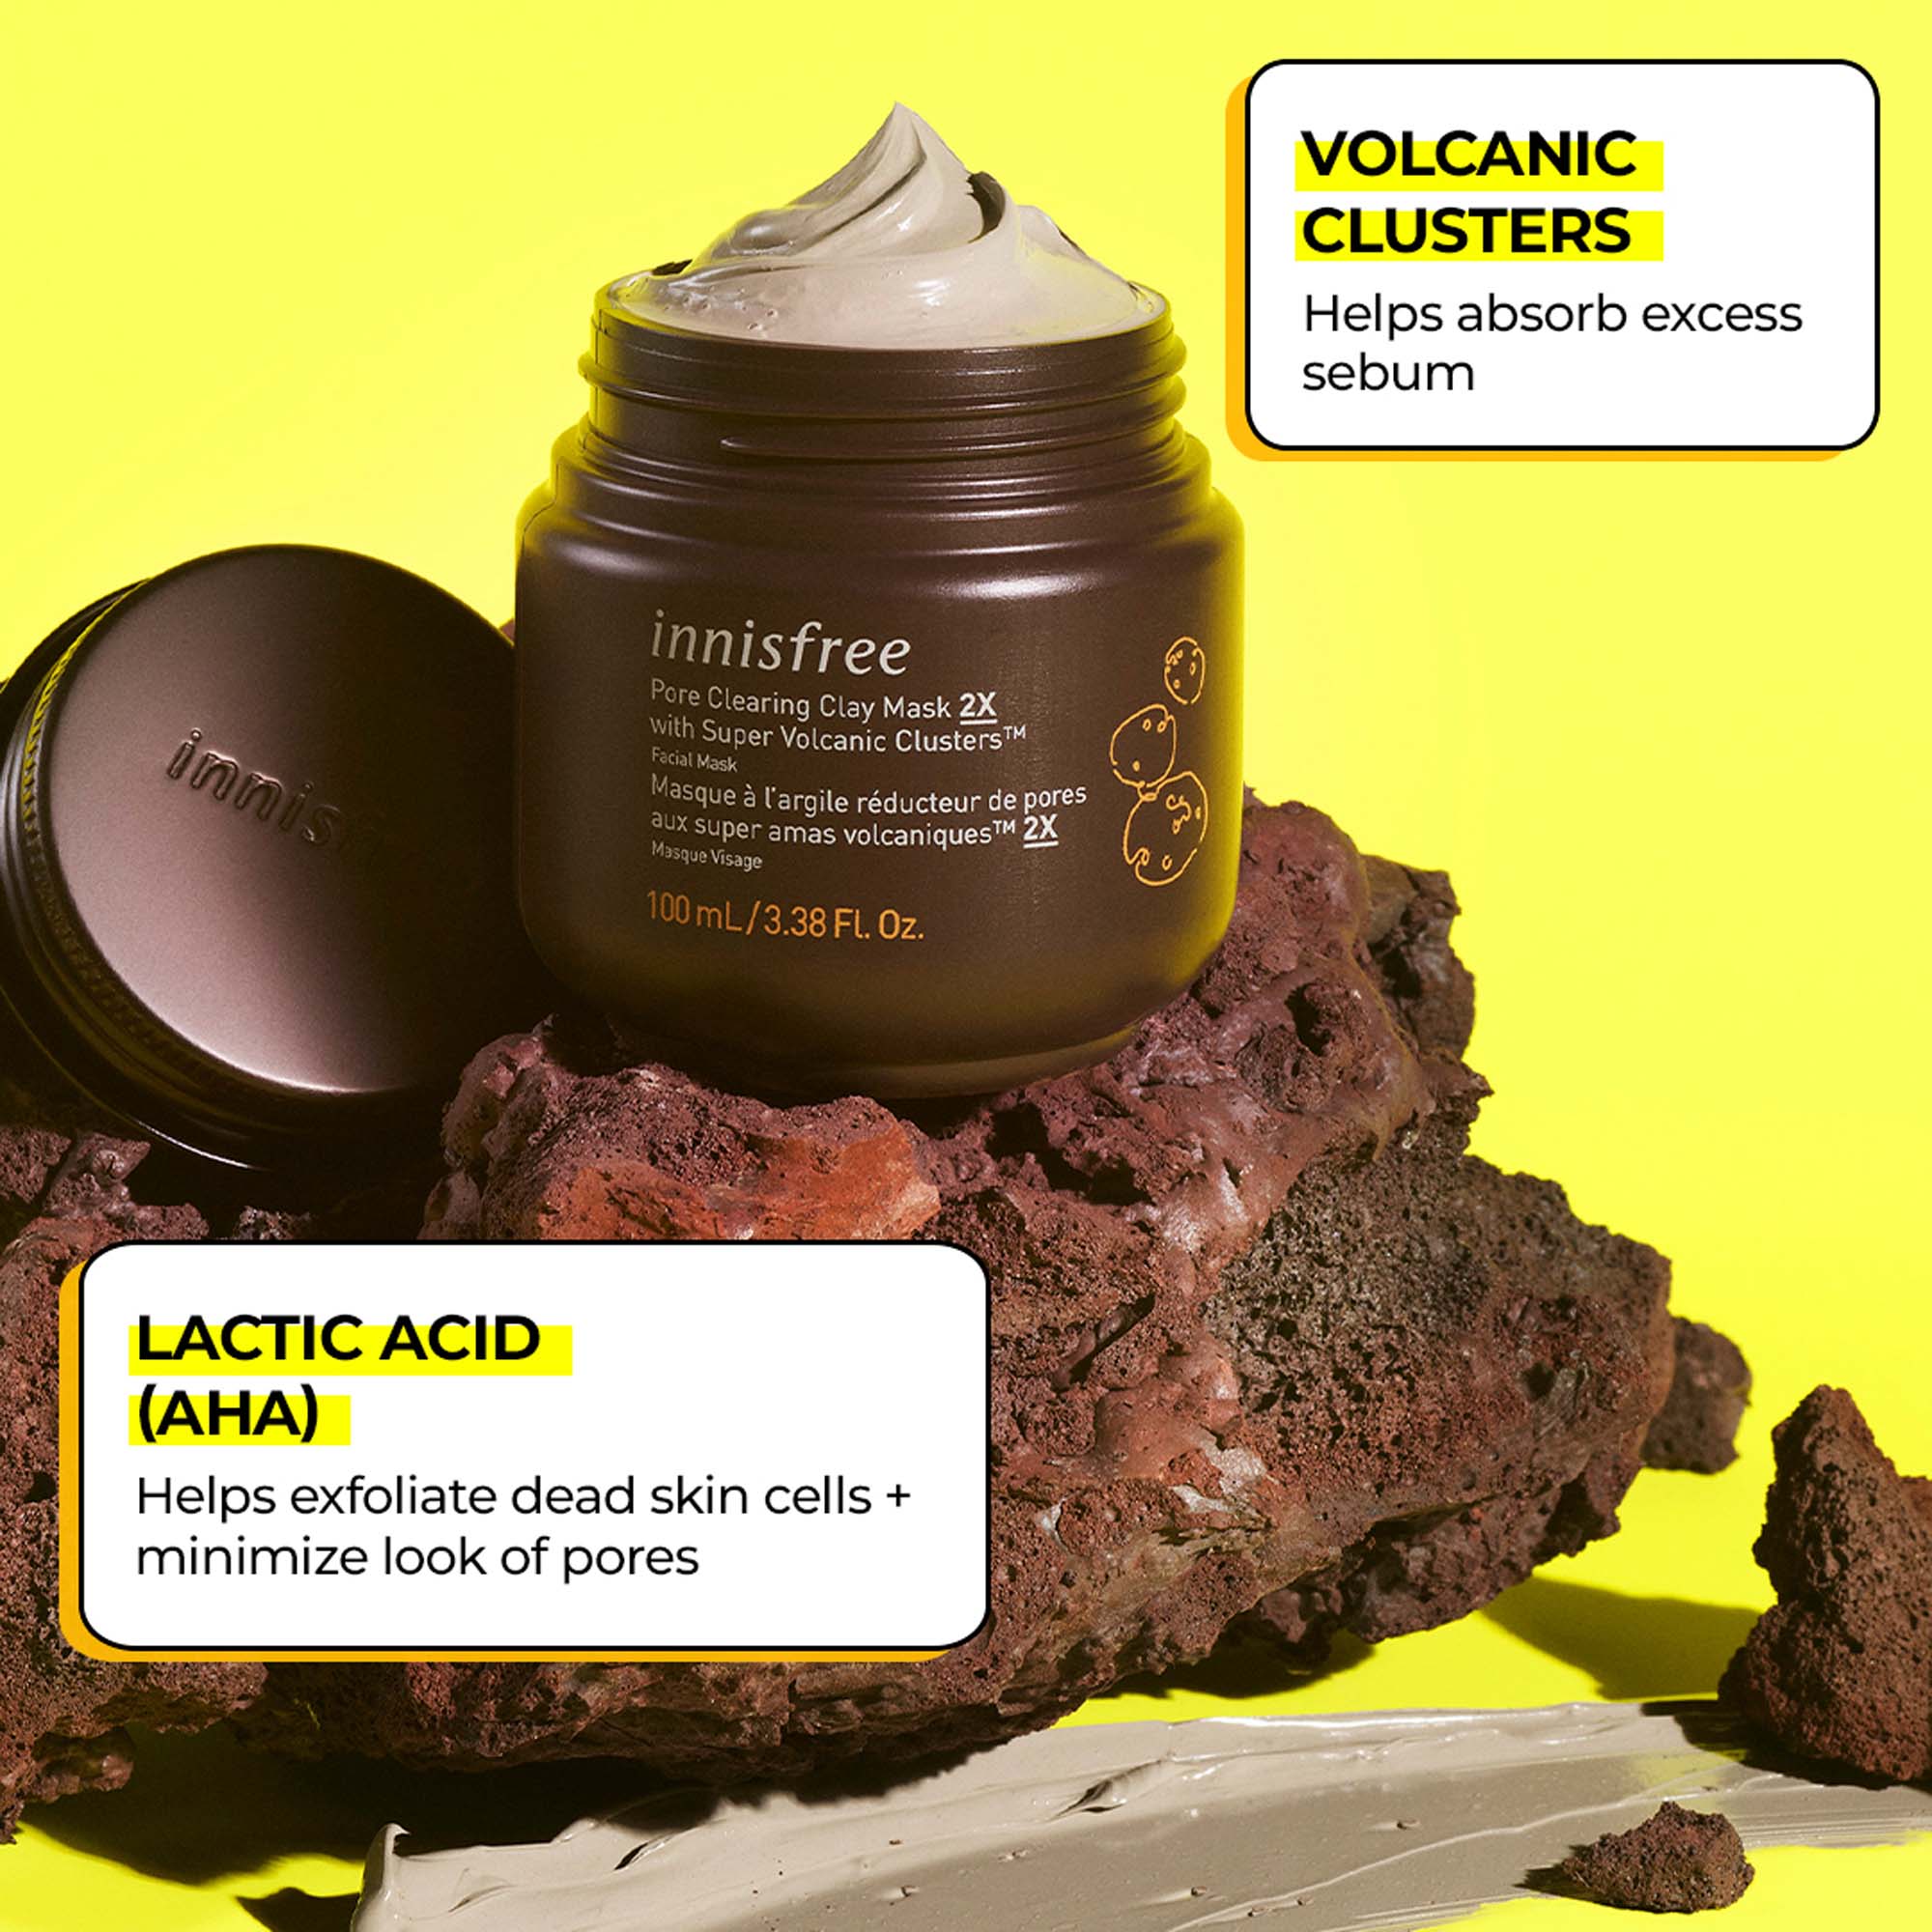 VOLCANIC
CLUSTERS
Helps absorb excess
sebum
innisfree
Pore Clearing Clay Mask 2X
with Super Volcanic Clusters™
Facial Mask
Masque à l'argile réducteur de pores
aux super amas volcaniques™ 2X
Masque Visage
100 mL/3.38 Fl. Oz.
innis
LACTIC ACID
(AHA)
Helps exfoliate dead skin cells +
minimize look of pores